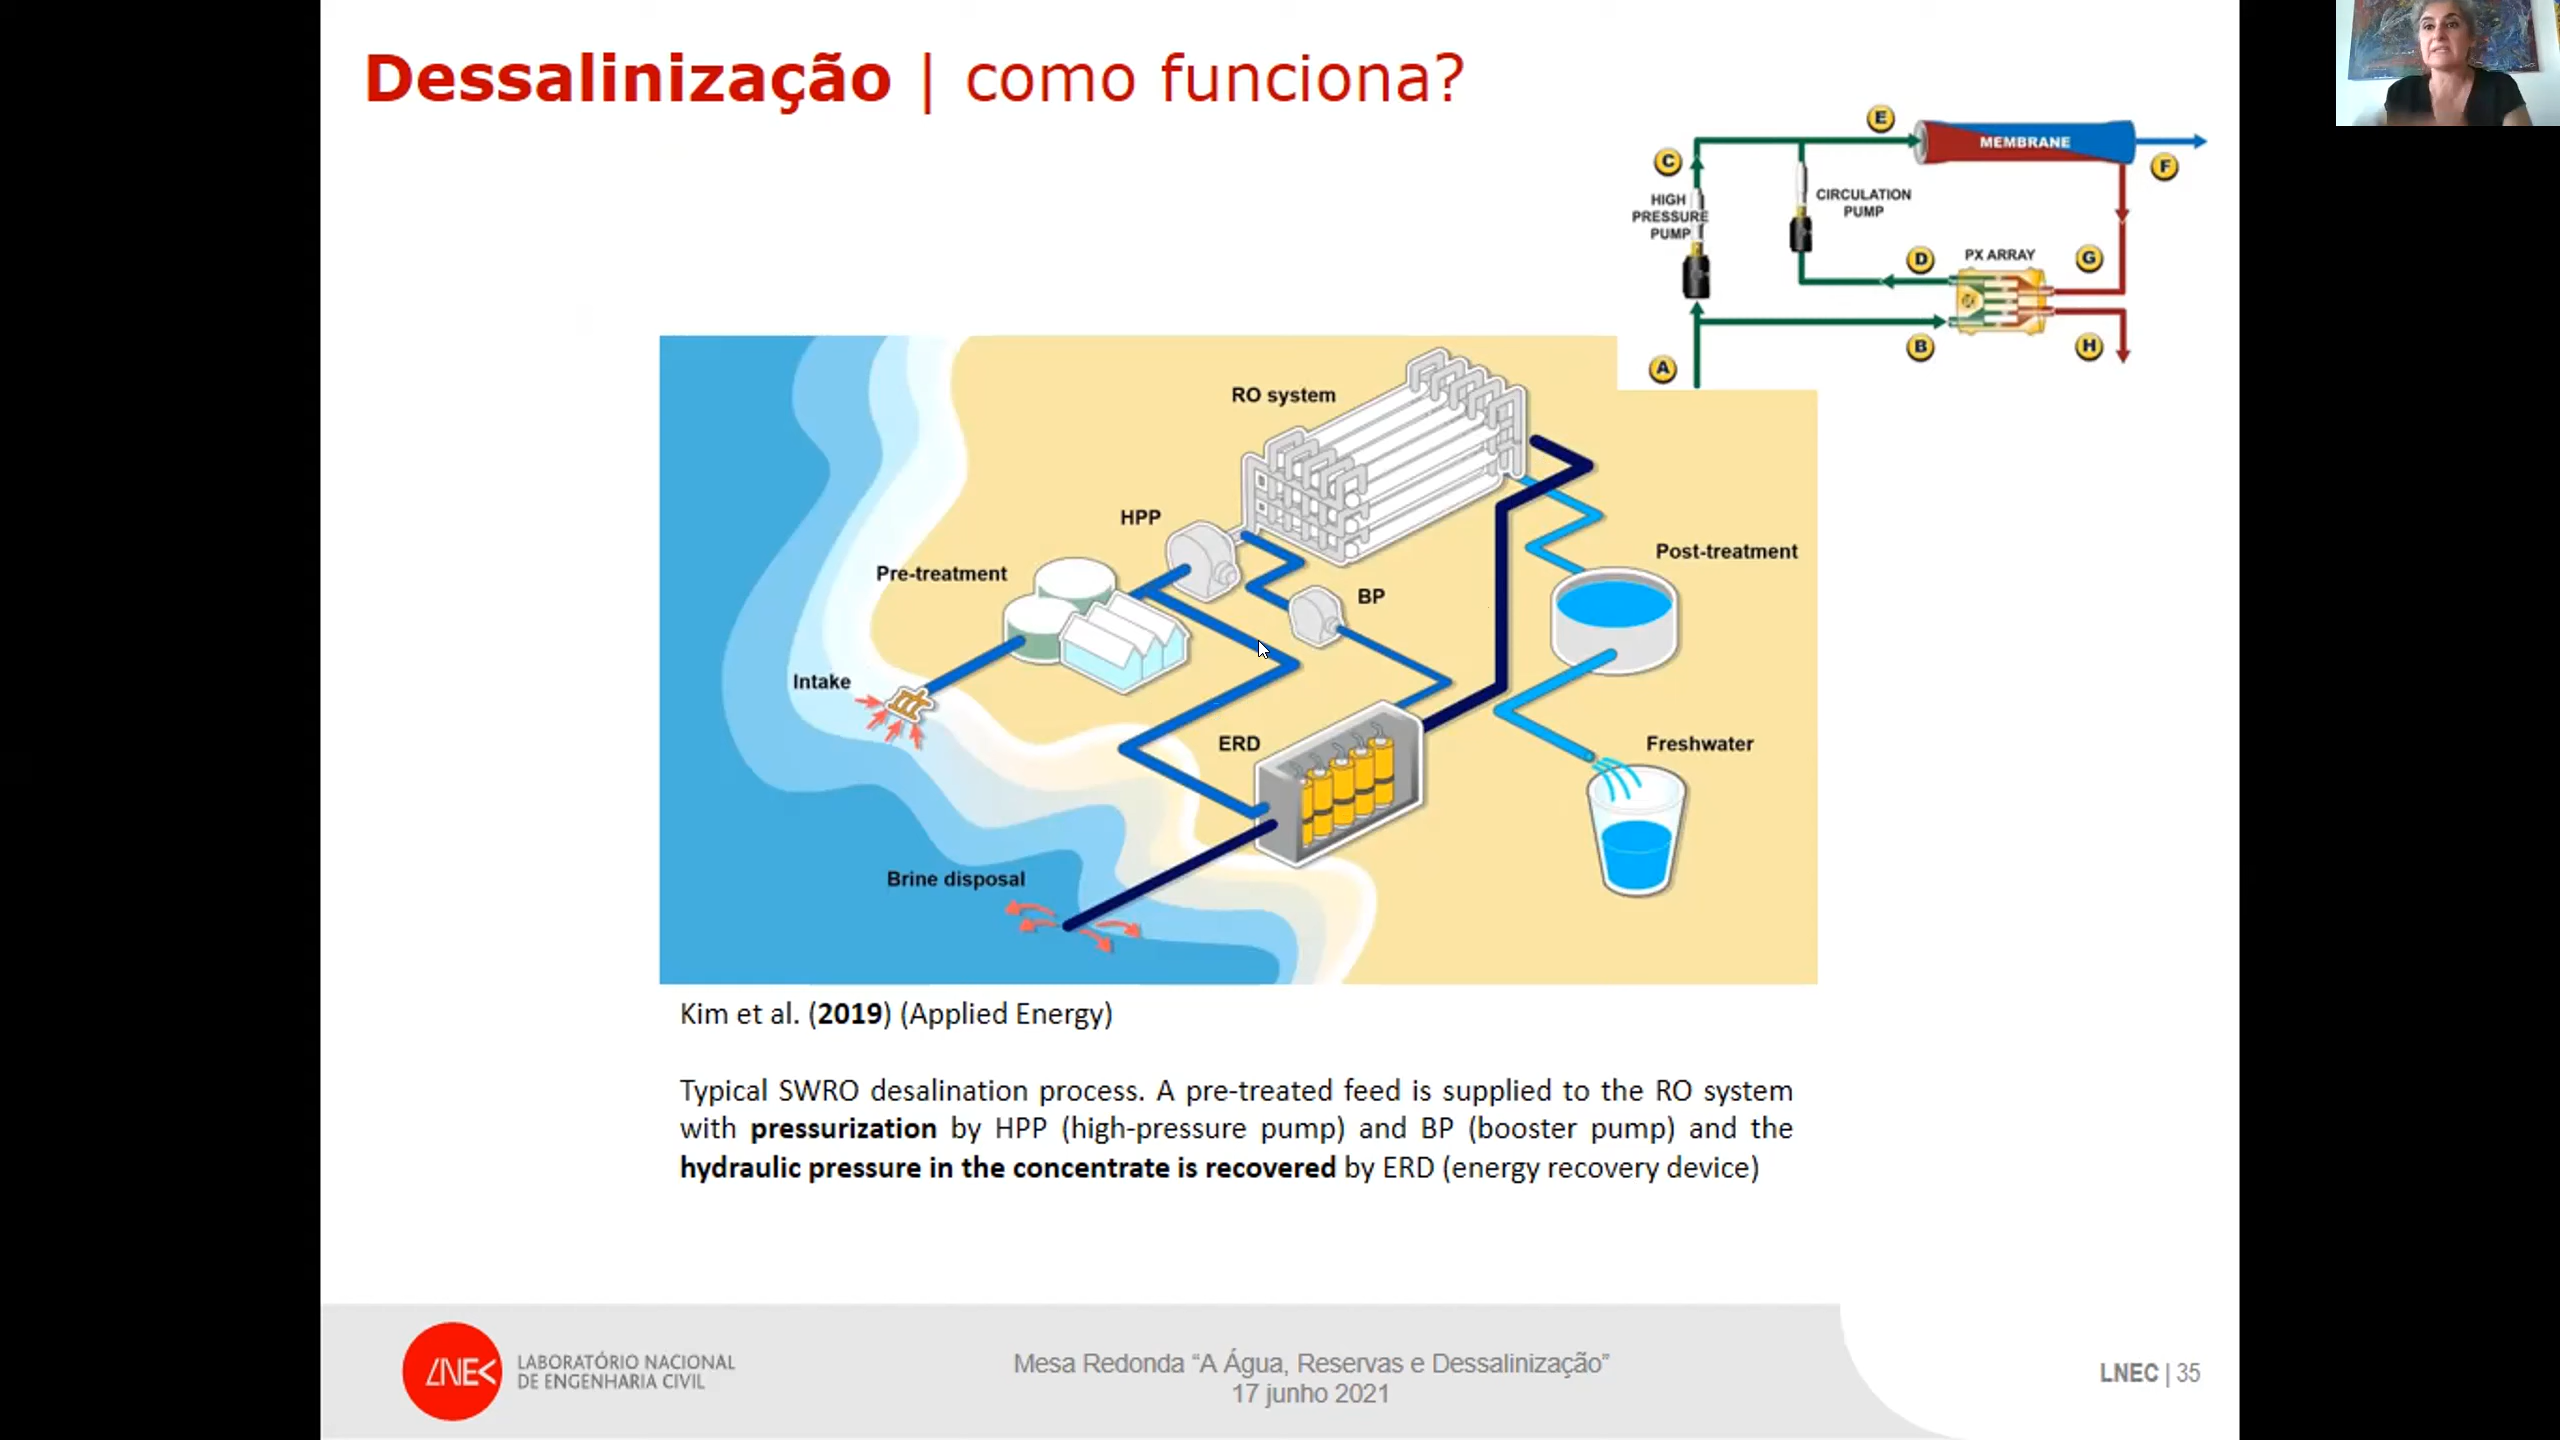 Dessalinização | como funciona?
E
MEMBRANE
F
C
HIGH
PRESSURE
PUMP
CIRCULATION
PUMP
D
PX ARRAY
G
B
H
A
RO system
HPP
Post-treatment
Pre-treatment
BP
Intake
ERD
Freshwater
Brine disposal
Kim et al. (2019) (Applied Energy)
Typical SWRO desalination process. A pre-treated feed is supplied to the RO system
with pressurization by HPP (high-pressure pump) and BP (booster pump) and the
hydraulic pressure in the concentrate is recovered by ERD (energy recovery device)
LNEC
LABORATÓRIO NACIONAL
DE ENGENHARIA CIVIL
Mesa Redonda “A Água, Reservas e Dessalinização”
17 junho 2021
LNEC | 35